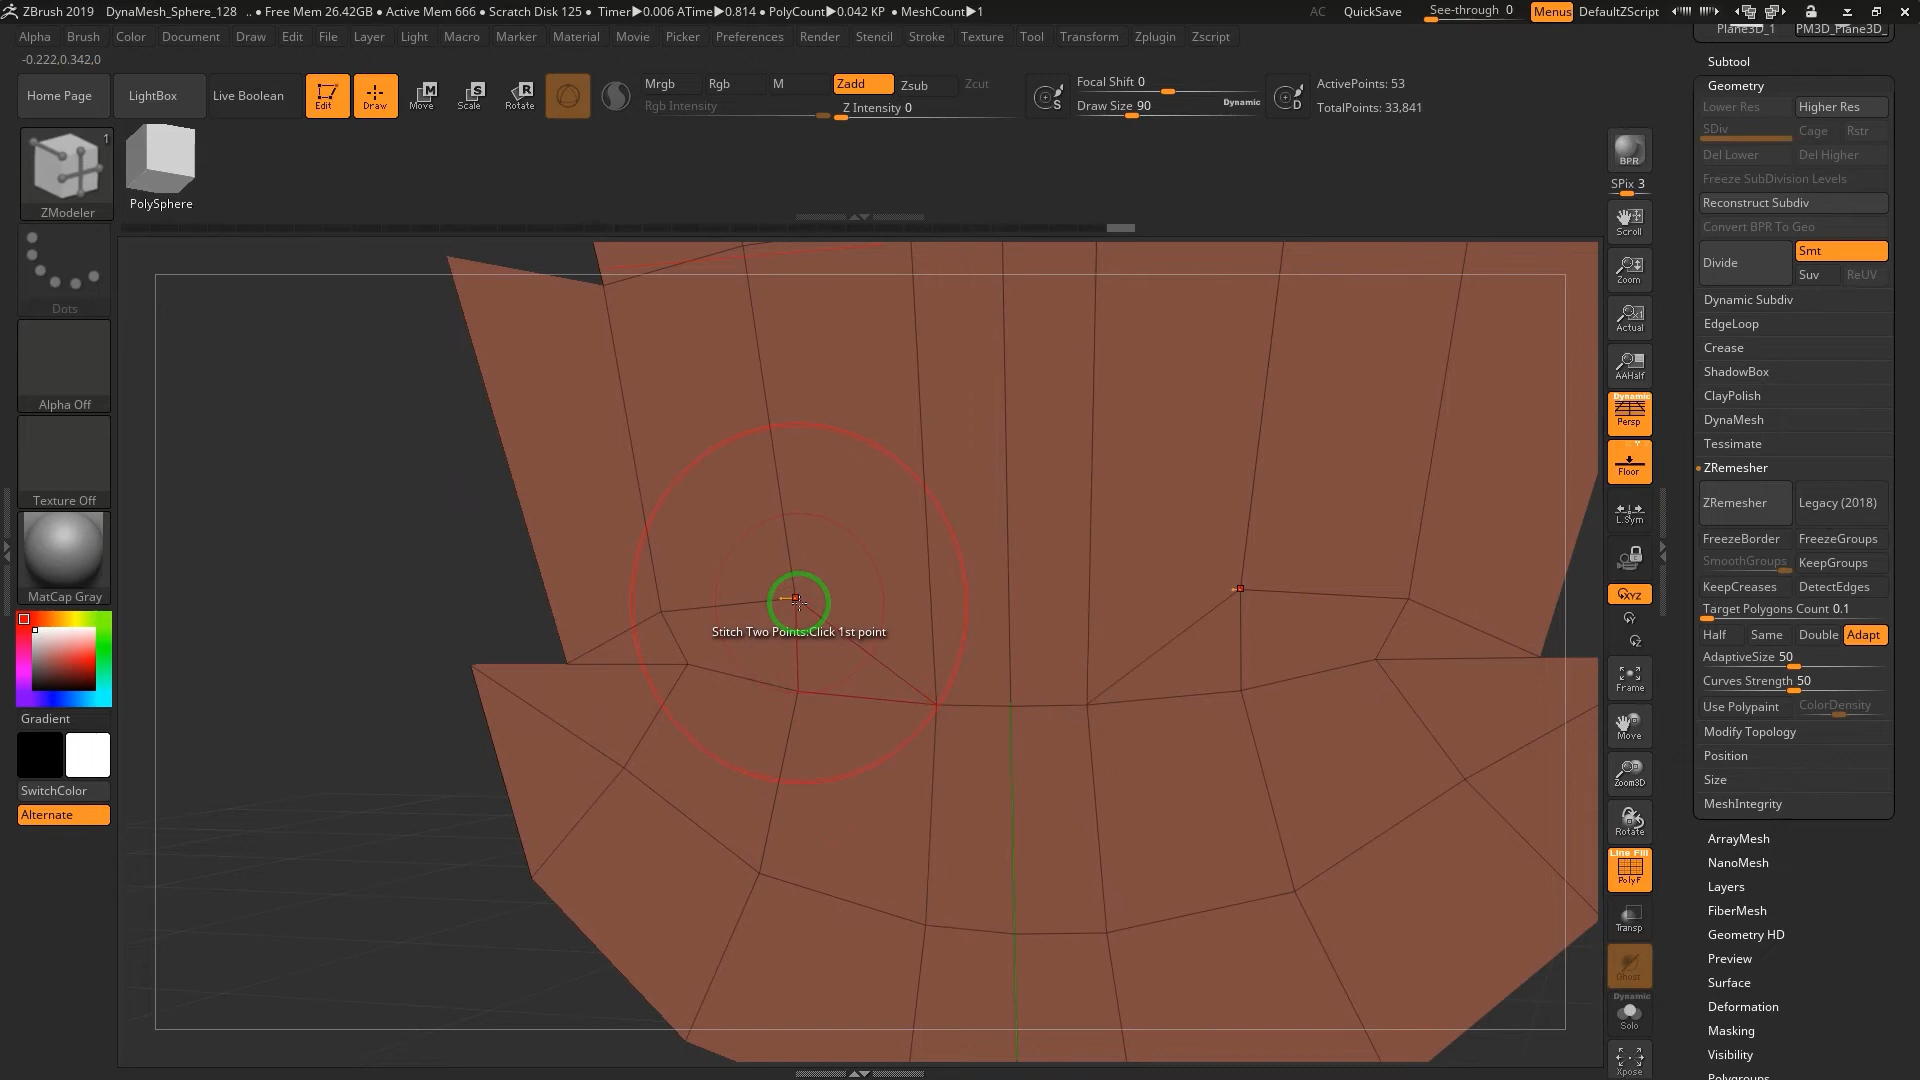 ZBrush 2019 DynaMesh_Sphere_128 .. ● Free Mem 26.42GB ● Active Mem 666 ● Scratch Disk 125 ● Timer▶0.006 ATime▶0.814 ● PolyCount▶0.042 KP ● MeshCount▶1 AC QuickSave See-through 0 Menus DefaultZScript
Alpha Brush Color Document Draw Edit File Layer Light Macro Marker Material Movie Picker Preferences Render Stencil Stroke Texture Tool Transform Zplugin Zscript
-0.222,0.342,0
Home Page LightBox Live Boolean Edit Draw Move Scale Rotate
Mrgb Rgb M Zadd Zsub Zcut
Rgb Intensity Z Intensity 0
Focal Shift 0
Draw Size 90 Dynamic
ActivePoints: 53
TotalPoints: 33,841
1
ZModeler
PolySphere
Dots
Alpha Off
Texture Off
MatCap Gray
Gradient
SwitchColor
Alternate
Stitch Two Points:Click 1st point
BPR
SPix 3
Scroll
Zoom
Actual
AAHalf
Dynamic
Persp
Floor
L.Sym
XYZ
Frame
Move
Zoom3D
Rotate
Line Fill
PolyF
Transp
Ghost
Dynamic
Solo
Xpose
Plane3D_1 PM3D_Plane3D_
Subtool
Geometry
Lower Res Higher Res
SDiv Cage Rstr
Del Lower Del Higher
Freeze SubDivision Levels
Reconstruct Subdiv
Convert BPR To Geo
Divide Smt
Suv ReUV
Dynamic Subdiv
EdgeLoop
Crease
ShadowBox
ClayPolish
DynaMesh
Tessimate
ZRemesher
ZRemesher Legacy (2018)
FreezeBorder FreezeGroups
SmoothGroups KeepGroups
KeepCreases DetectEdges
Target Polygons Count 0.1
Half Same Double Adapt
AdaptiveSize 50
Curves Strength 50
Use Polypaint ColorDensity
Modify Topology
Position
Size
MeshIntegrity
ArrayMesh
NanoMesh
Layers
FiberMesh
Geometry HD
Preview
Surface
Deformation
Masking
Visibility
Polygroups